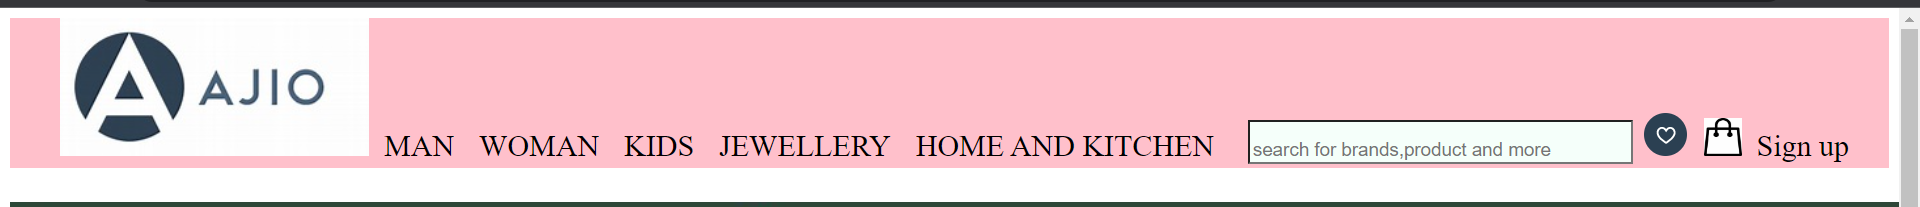 AJIO
MAN WOMAN KIDS JEWELLERY HOME AND KITCHEN search for brands,product and more Sign up